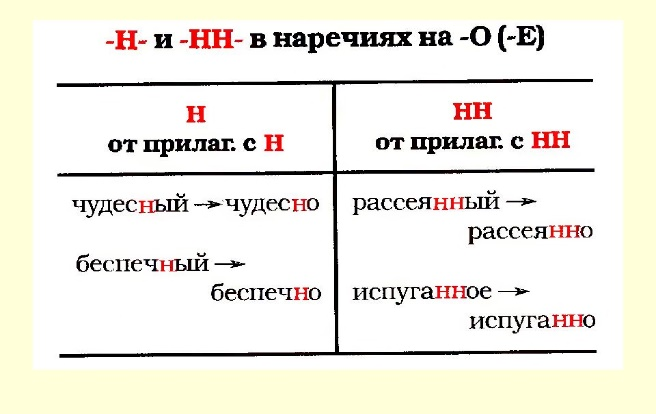 -Н- и -НН- в наречиях на -О (-Е)
Н
от прилаг. с Н
чудесный → чудесно
беспечный →
беспечно
НН
от прилаг. с НН
рассеянный →
рассеянно
испуганное →
испуганно